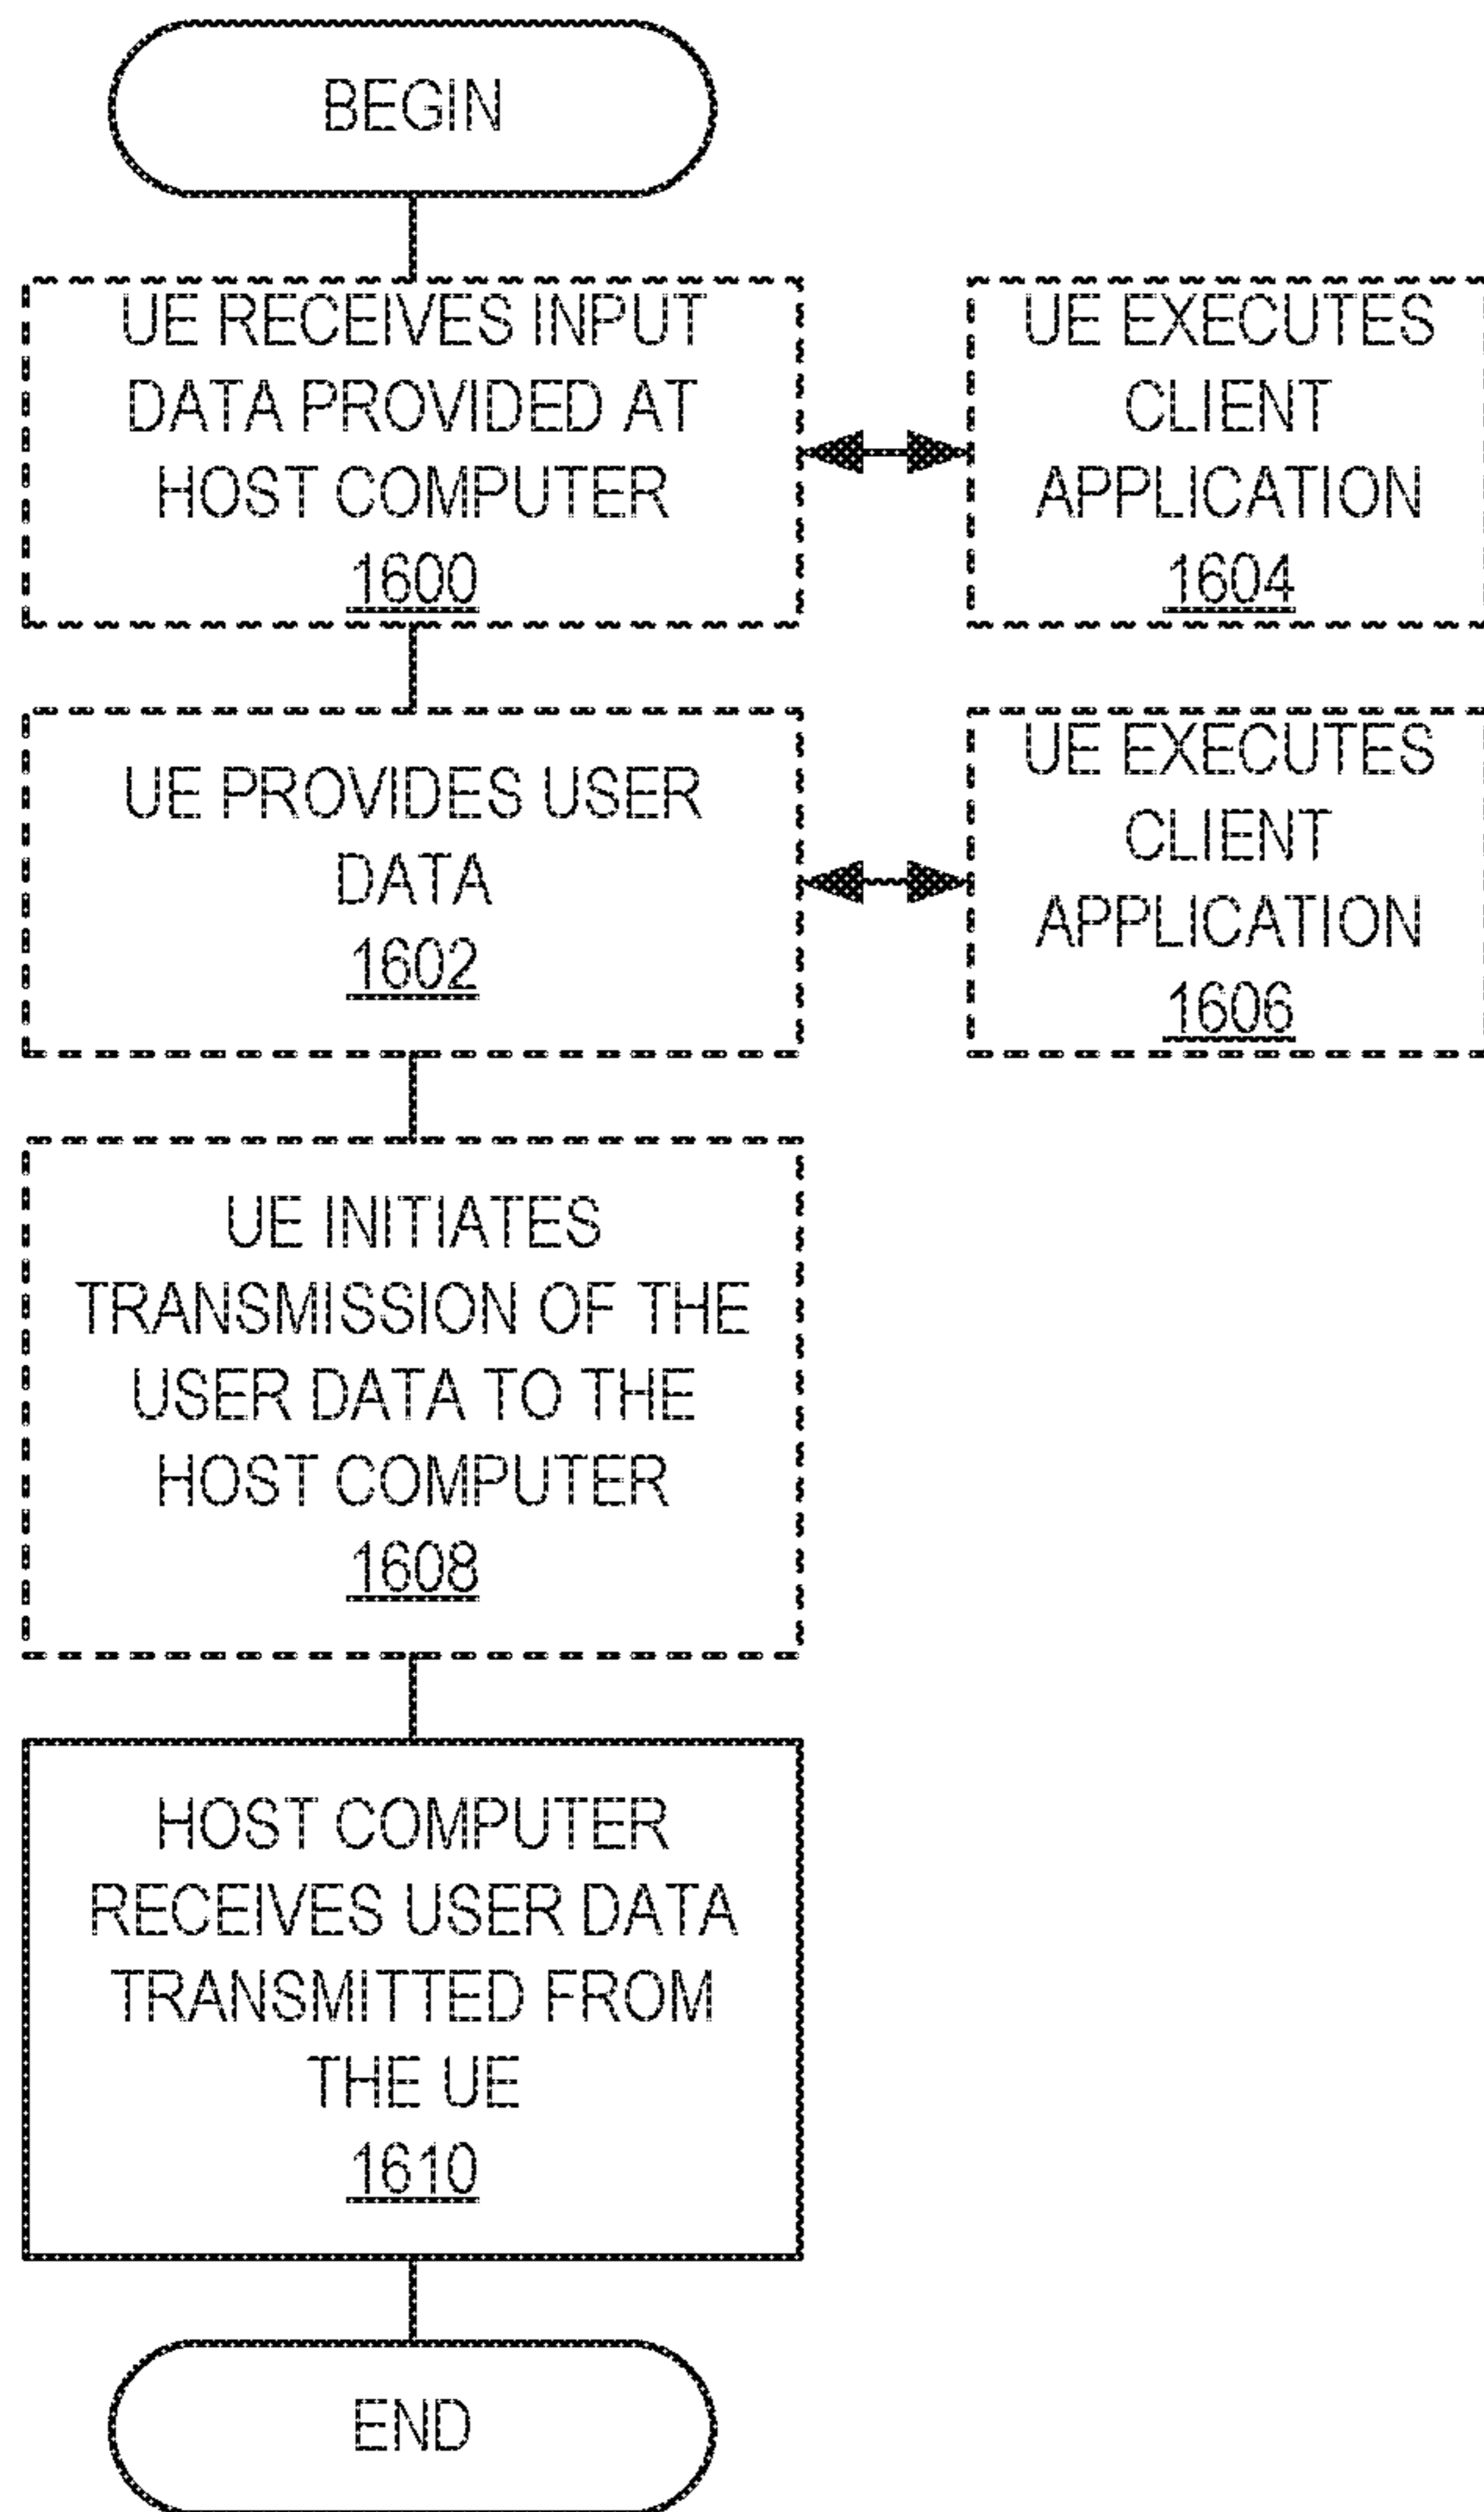 BEGIN
UE RECEIVES INPUT
DATA PROVIDED AT
HOST COMPUTER
1600
UE EXECUTES
CLIENT
APPLICATION
1604
UE PROVIDES USER
DATA
1602
UE EXECUTES
CLIENT
APPLICATION
1606
UE INITIATES
TRANSMISSION OF THE
USER DATA TO THE
HOST COMPUTER
1608
HOST COMPUTER
RECEIVES USER DATA
TRANSMITTED FROM
THE UE
1610
END